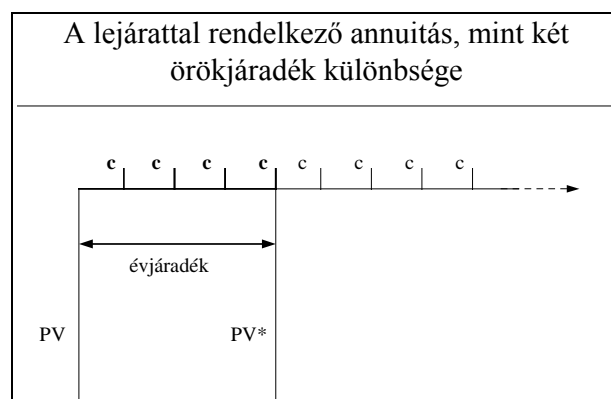 A lejárattal rendelkező annuitás, mint két
örökjáradék különbsége
c c c c c c c c
évjáradék
PV PV*